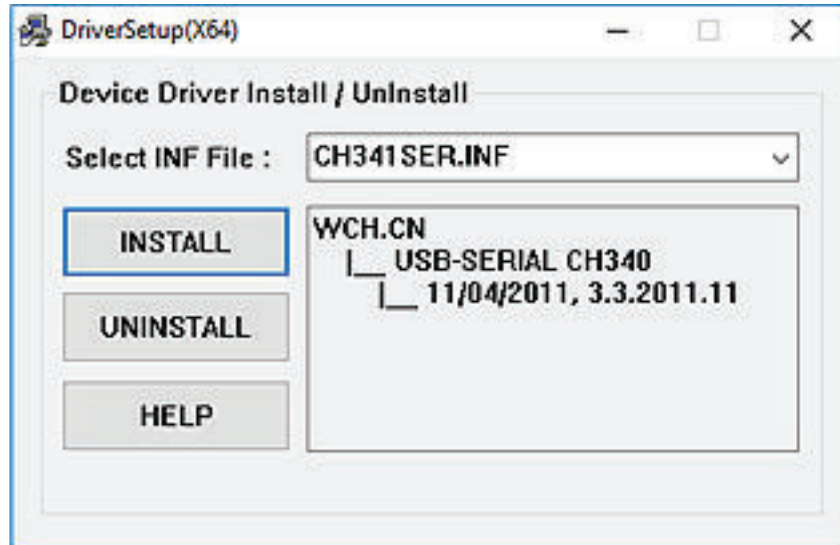 DriverSetup(X64)
Device Driver Install / UnInstall
Select INF File :
CH341SER.INF
INSTALL
UNINSTALL
HELP
WCH.CN
|__ USB-SERIAL CH340
|__ 11/04/2011, 3.3.2011.11